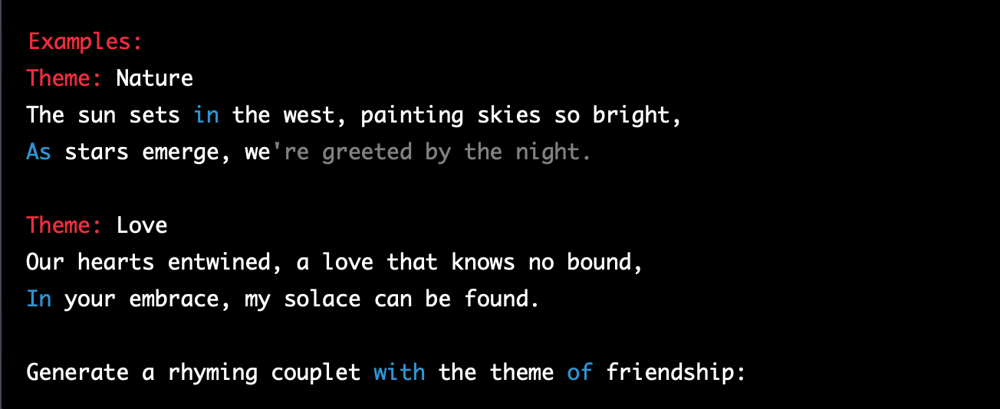 Examples:
Theme: Nature
The sun sets in the west, painting skies so bright,
As stars emerge, we're greeted by the night.
Theme: Love
Our hearts entwined, a love that knows no bound,
In your embrace, my solace can be found.
Generate a rhyming couplet with the theme of friendship: